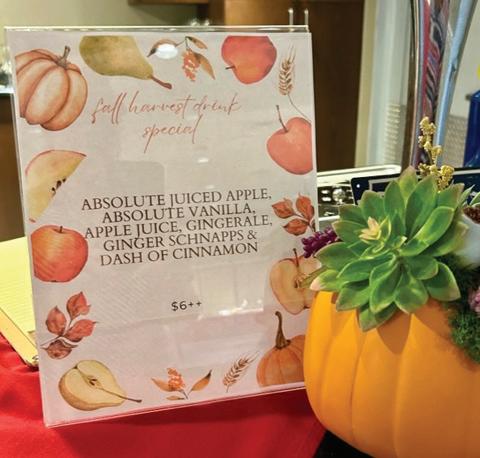 fall harvest drink
special
ABSOLUTE JUICED APPLE,
ABSOLUTE VANILLA,
APPLE JUICE, GINGERALE,
GINGER SCHNAPPS &
DASH OF CINNAMON
$6++